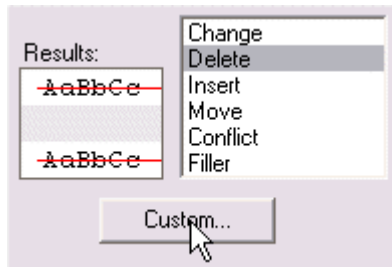 Results:
AaBbCc
AaBbCc
Change
Delete
Insert
Move
Conflict
Filler
Custom...